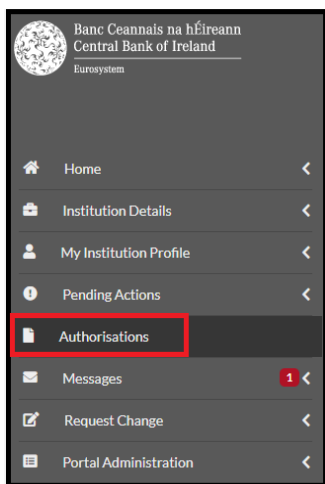 Banc Ceannais na hÉireann
Central Bank of Ireland
Eurosystem
Home
Institution Details
My Institution Profile
Pending Actions
Authorisations
Messages 1
Request Change
Portal Administration